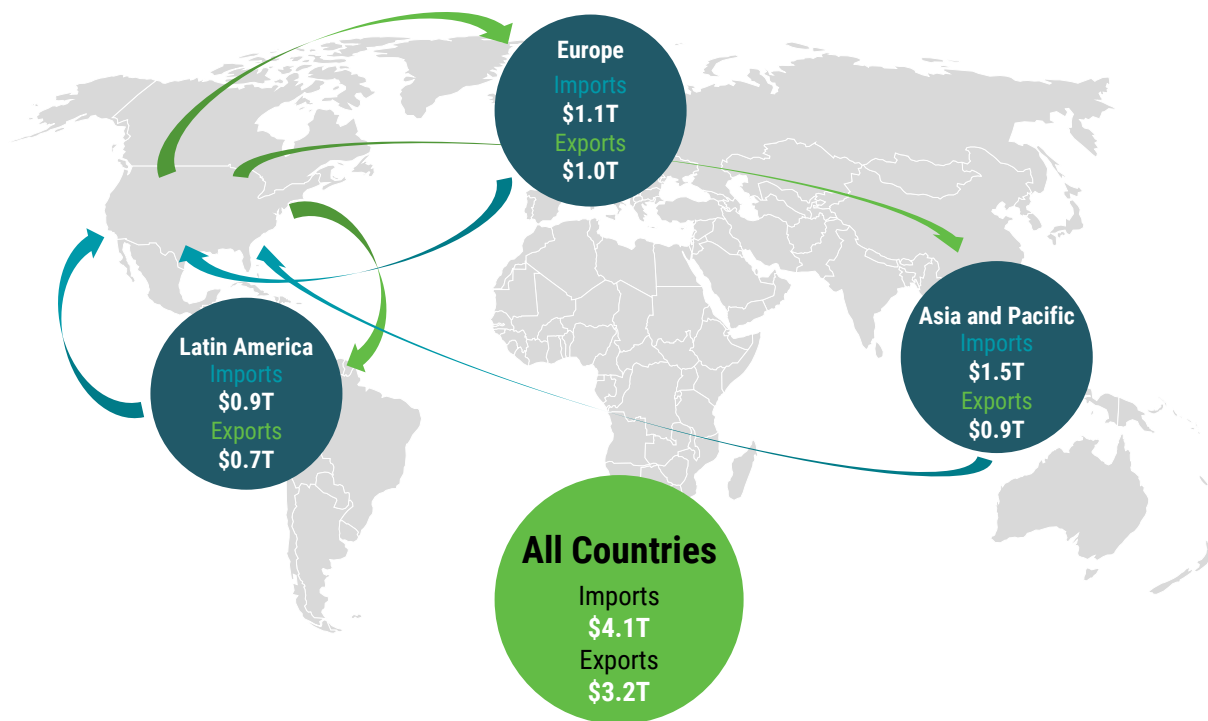 Europe
Imports
$1.1T
Exports
$1.0T
Latin America
Imports
$0.9T
Exports
$0.7T
Asia and Pacific
Imports
$1.5T
Exports
$0.9T
All Countries
Imports
$4.1T
Exports
$3.2T